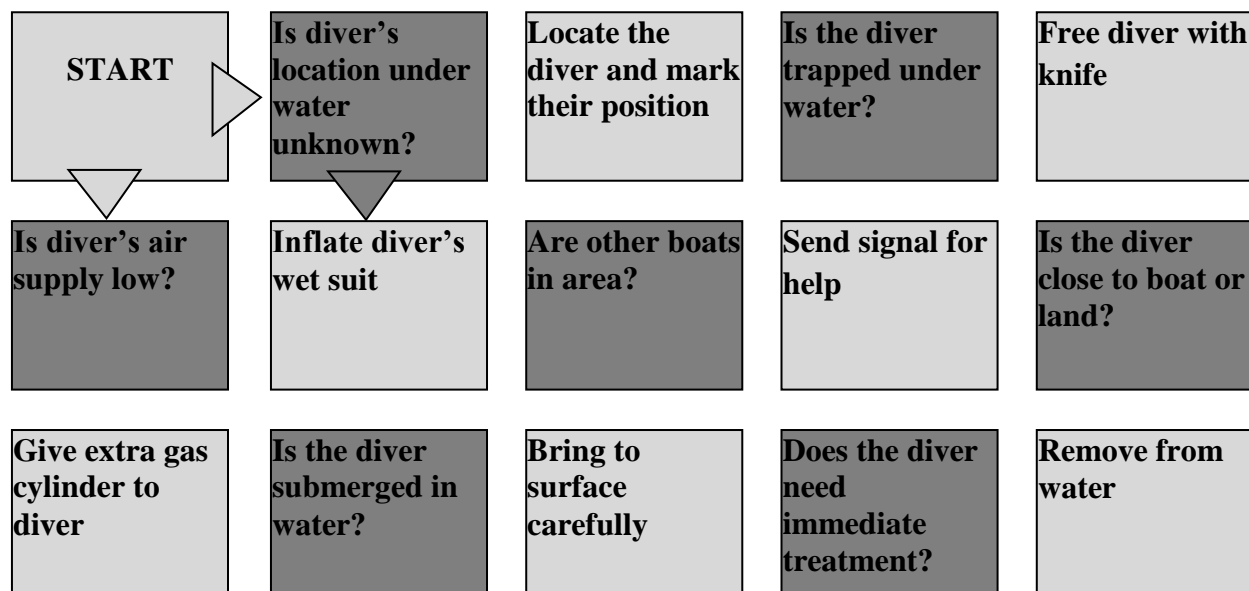 START
Is diver’s
location under
water
unknown?
Locate the
diver and mark
their position
Is the diver
trapped under
water?
Free diver with
knife
Is diver’s air
supply low?
Inflate diver’s
wet suit
Are other boats
in area?
Send signal for
help
Is the diver
close to boat or
land?
Give extra gas
cylinder to
diver
Is the diver
submerged in
water?
Bring to
surface
carefully
Does the diver
need
immediate
treatment?
Remove from
water